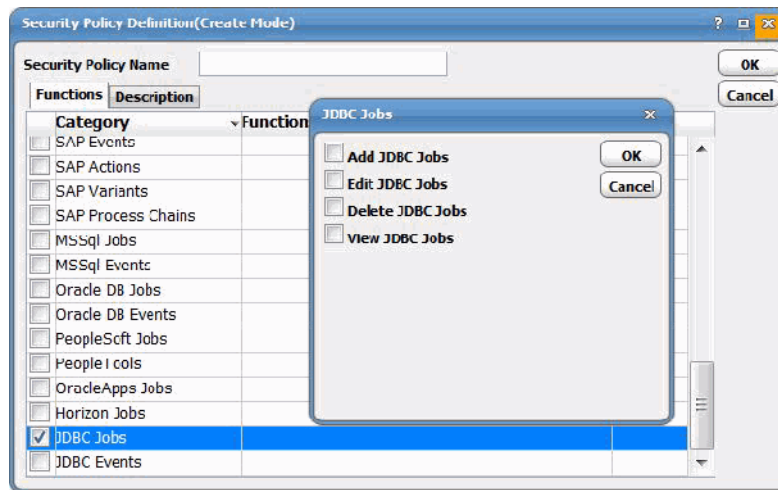 Security Policy Definition(Create Mode)
?
Security Policy Name
OK
Cancel
Functions Description
Category Function
SAP Events
SAP Actions
SAP Variants
SAP Process Chains
MSSql Jobs
MSSql Events
Oracle DB Jobs
Oracle DB Events
PeopleSoft Jobs
PeopleTools
OracleApps Jobs
Horizon Jobs
JDBC Jobs
JDBC Events
JDBC Jobs
Add JDBC Jobs
Edit JDBC Jobs
Delete JDBC Jobs
View JDBC Jobs
OK
Cancel